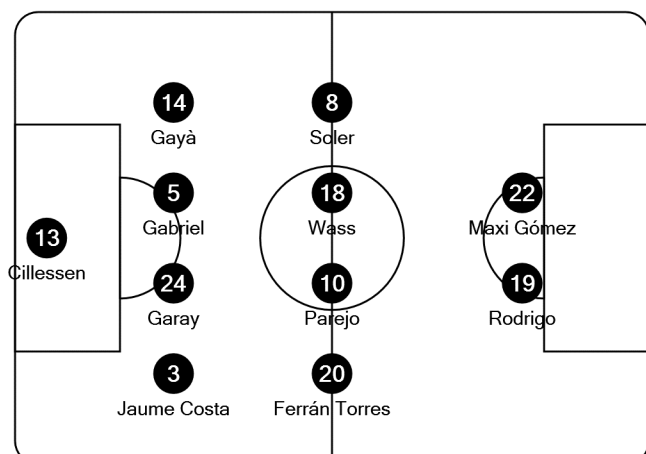 14
Gayà
8
Soler
5
Gabriel
18
Wass
22
Maxi Gómez
13
Cillessen
24
Garay
10
Parejo
19
Rodrigo
3
Jaume Costa
20
Ferrán Torres